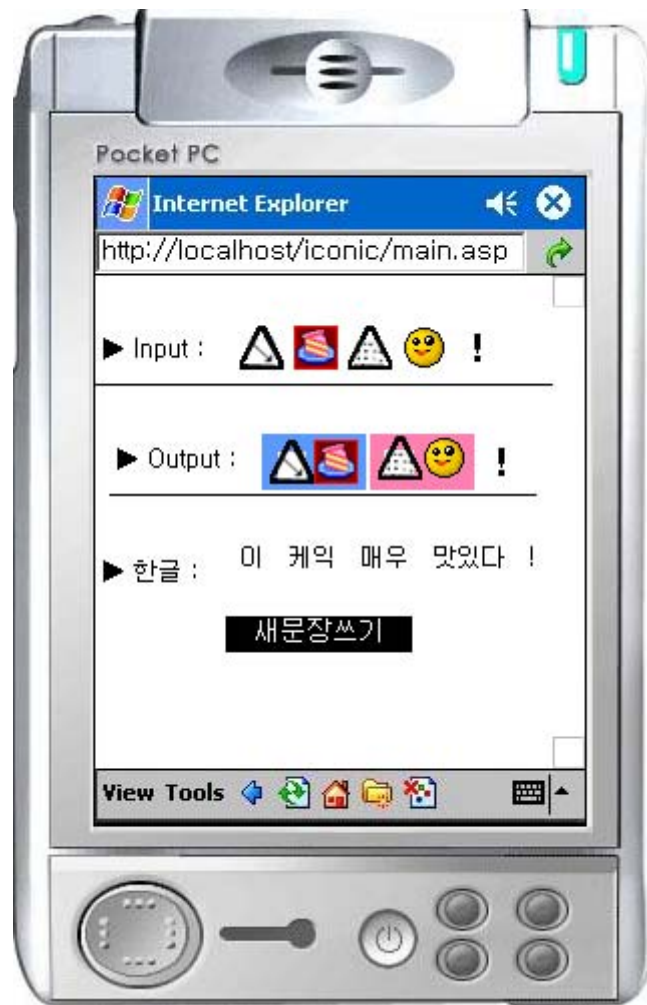 Pocket PC
Internet Explorer
http://localhost/iconic/main.asp
▶ Input : !
▶ Output : !
▶ 한글 : 이 케익 매우 맛있다 !
새문장쓰기
View Tools